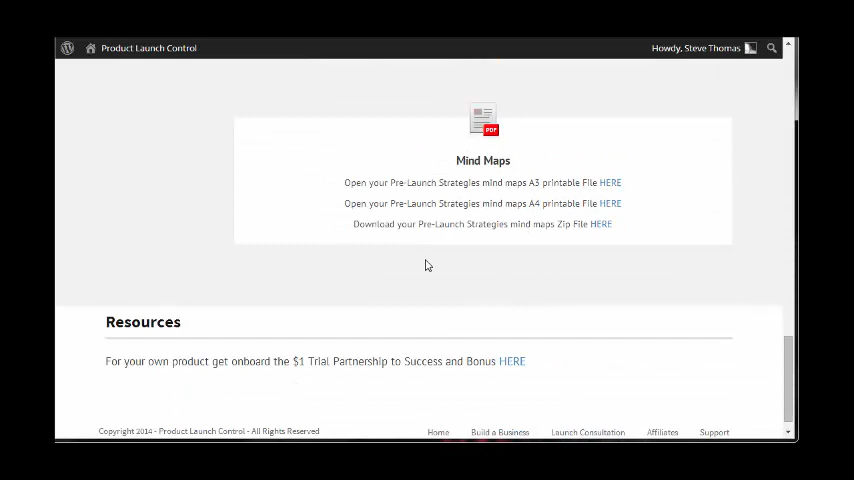 Product Launch Control
Howdy, Steve Thomas
PDF
Mind Maps
Open your Pre-Launch Strategies mind maps A3 printable File HERE
Open your Pre-Launch Strategies mind maps A4 printable File HERE
Download your Pre-Launch Strategies mind maps Zip File HERE
Resources
For your own product get onboard the $1 Trial Partnership to Success and Bonus HERE
Copyright 2014 - Product Launch Control - All Rights Reserved
Home Build a Business Launch Consultation Affiliates Support